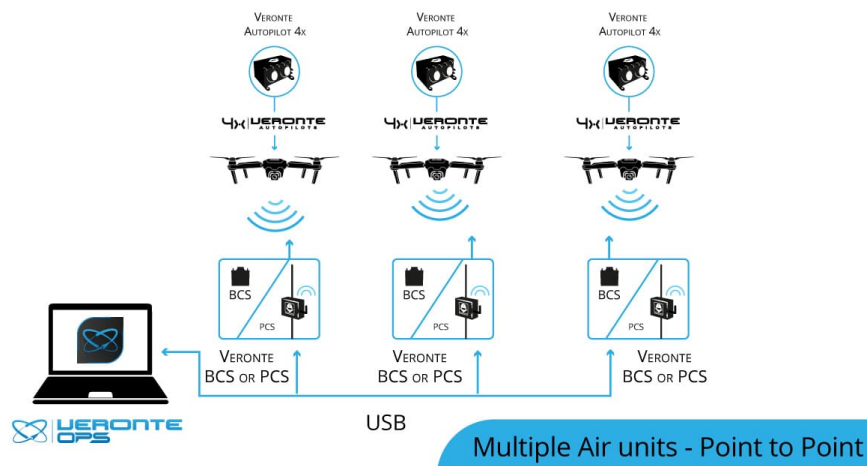 VERONTE
AUTOPILOT 4X
VERONTE
AUTOPILOT 4X
VERONTE
AUTOPILOT 4X
4X VERONTE
AUTOPILOTS
4X VERONTE
AUTOPILOTS
4X VERONTE
AUTOPILOTS
BCS
PCS
BCS
PCS
BCS
PCS
VERONTE
BCS OR PCS
VERONTE
BCS OR PCS
VERONTE
BCS OR PCS
VERONTE
OPS
USB
Multiple Air units - Point to Point